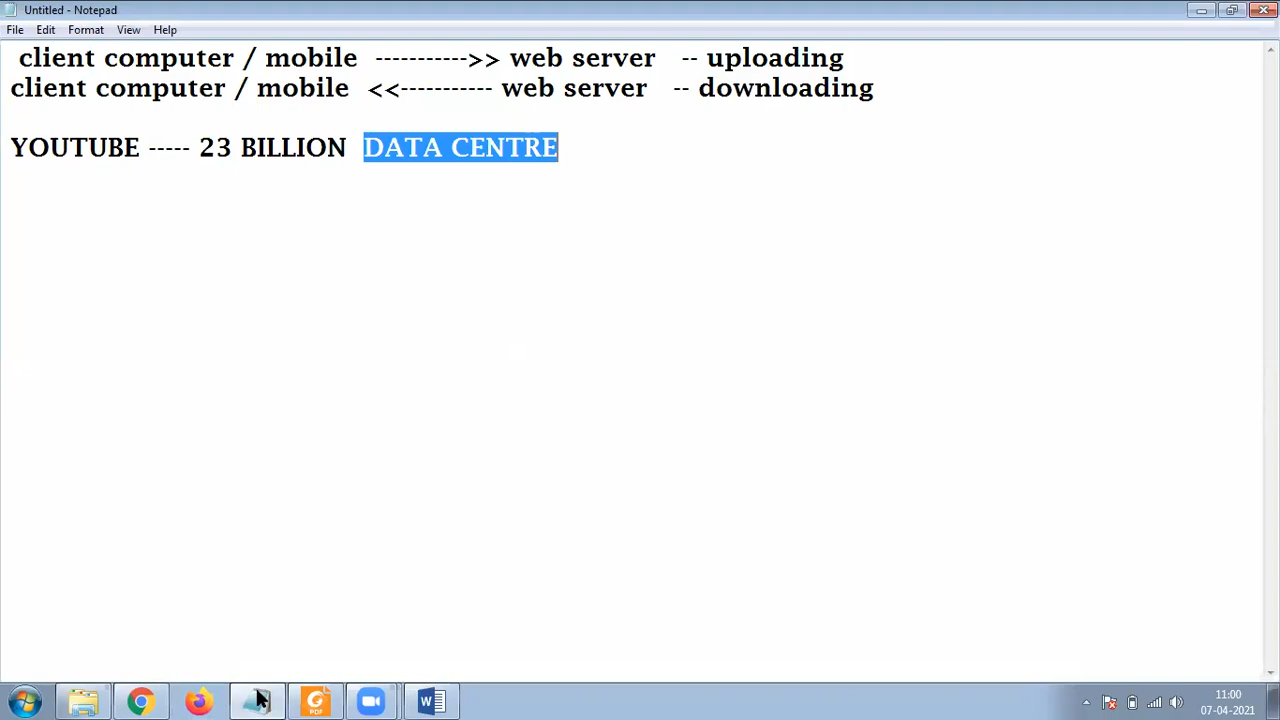 Untitled - Notepad
File Edit Format View Help
client computer / mobile ----------->> web server -- uploading
client computer / mobile <<----------- web server -- downloading
YOUTUBE ----- 23 BILLION DATA CENTRE
PDF
W
11:00
07-04-2021